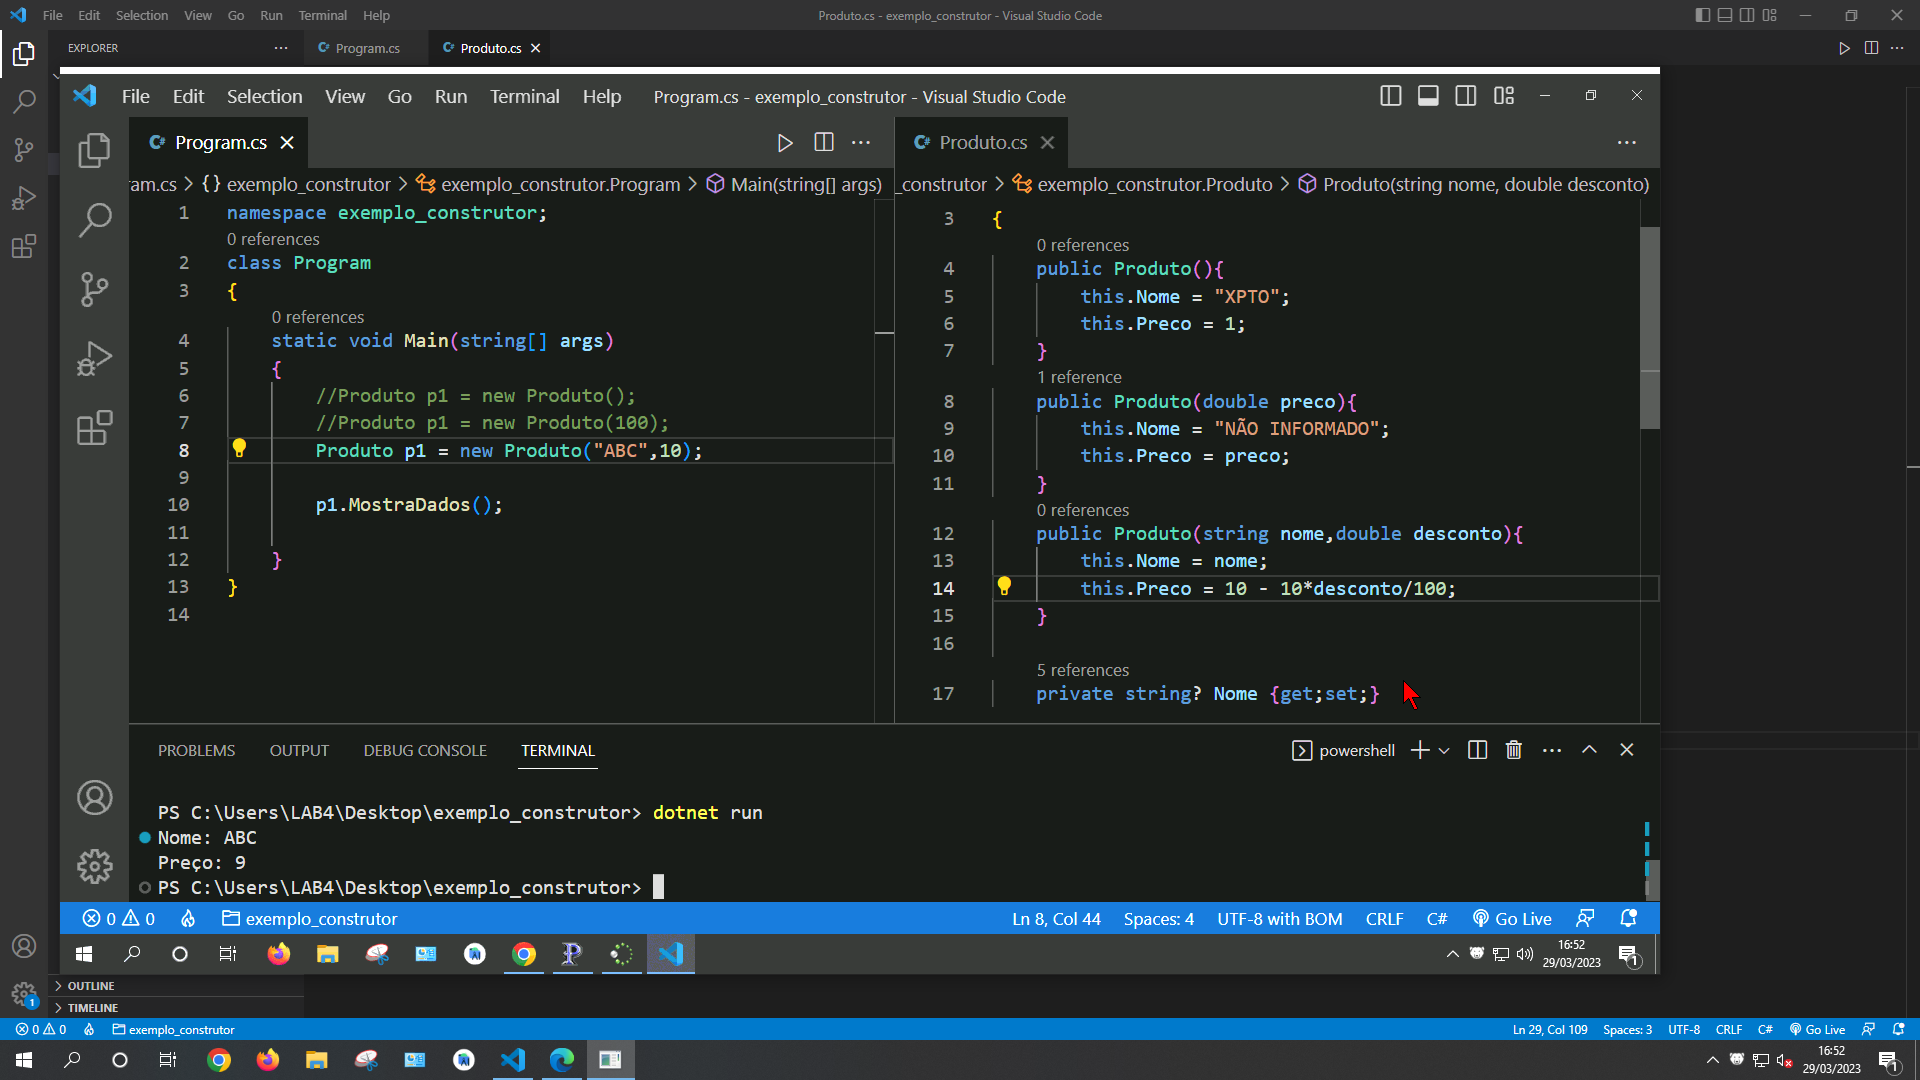 File Edit Selection View Go Run Terminal Help
Produto.cs - exemplo_construtor - Visual Studio Code
EXPLORER
Program.cs
Produto.cs
File Edit Selection View Go Run Terminal Help
Program.cs - exemplo_construtor - Visual Studio Code
Program.cs
ram.cs > {} exemplo_construtor > exemplo_construtor.Program > Main(string[] args)
1 namespace exemplo_construtor;
0 references
2 class Program
3 {
0 references
4 static void Main(string[] args)
5 {
6 //Produto p1 = new Produto();
7 //Produto p1 = new Produto(100);
8 Produto p1 = new Produto("ABC",10);
9
10 p1.MostraDados();
11
12 }
13 }
14
Produto.cs
_construtor > exemplo_construtor.Produto > Produto(string nome, double desconto)
3 {
0 references
4 public Produto(){
5 this.Nome = "XPTO";
6 this.Preco = 1;
7 }
1 reference
8 public Produto(double preco){
9 this.Nome = "NÃO INFORMADO";
10 this.Preco = preco;
11 }
0 references
12 public Produto(string nome,double desconto){
13 this.Nome = nome;
14 this.Preco = 10 - 10*desconto/100;
15 }
16
5 references
17 private string? Nome {get;set;}
PROBLEMS OUTPUT DEBUG CONSOLE TERMINAL
powershell
PS C:\Users\LAB4\Desktop\exemplo_construtor> dotnet run
Nome: ABC
Preço: 9
PS C:\Users\LAB4\Desktop\exemplo_construtor>
0 0 exemplo_construtor
Ln 8, Col 44 Spaces: 4 UTF-8 with BOM CRLF C# Go Live
16:52
29/03/2023
1
OUTLINE
TIMELINE
1
0 0 exemplo_construtor
Ln 29, Col 109 Spaces: 3 UTF-8 CRLF C# Go Live
16:52
29/03/2023
1